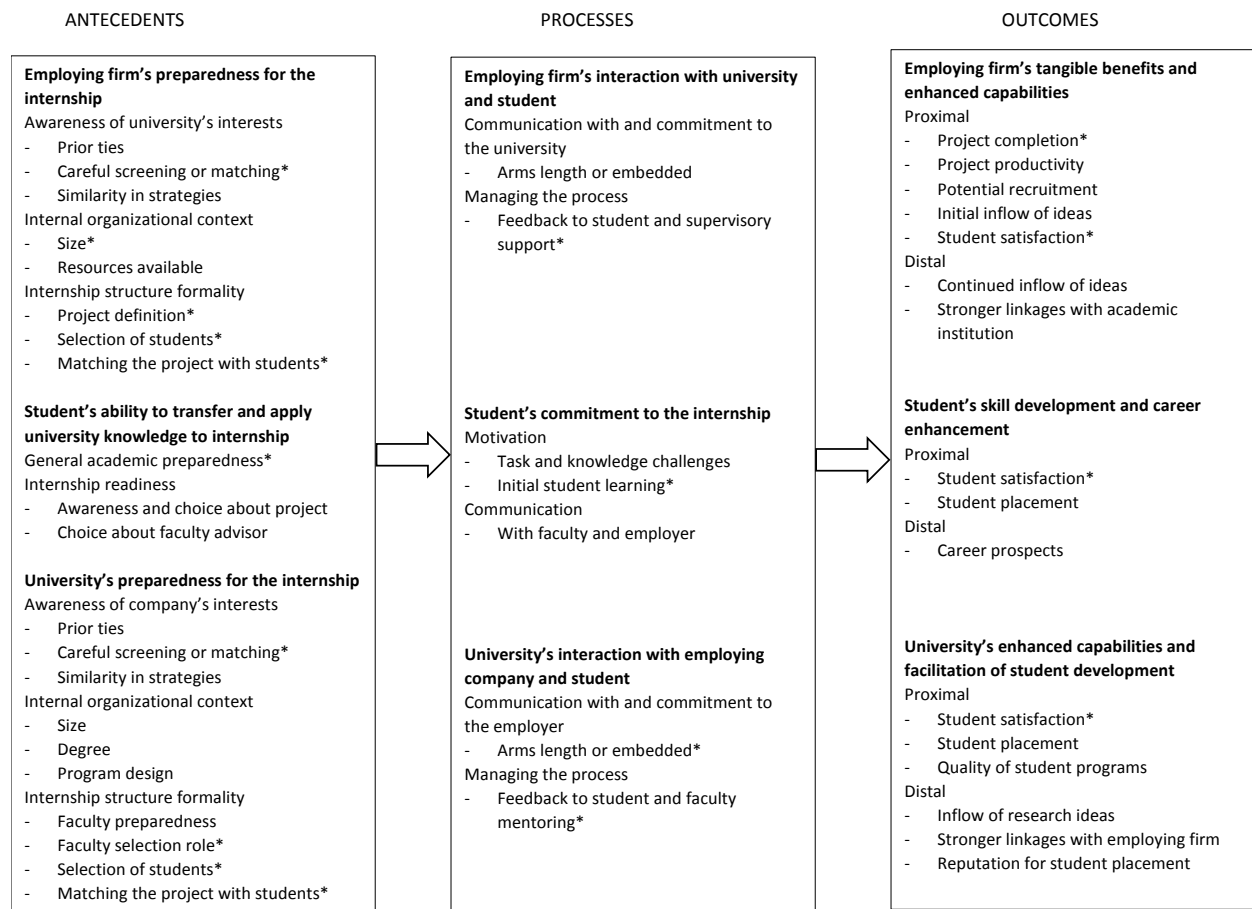 ANTECEDENTS
Employing firm's preparedness for the
internship
Awareness of university's interests
- Prior ties
- Careful screening or matching*
- Similarity in strategies
Internal organizational context
- Size*
- Resources available
Internship structure formality
- Project definition*
- Selection of students*
- Matching the project with students*
Student's ability to transfer and apply
university knowledge to internship
General academic preparedness*
Internship readiness
- Awareness and choice about project
- Choice about faculty advisor
University's preparedness for the internship
Awareness of company's interests
- Prior ties
- Careful screening or matching*
- Similarity in strategies
Internal organizational context
- Size
- Degree
- Program design
Internship structure formality
- Faculty preparedness
- Faculty selection role*
- Selection of students*
- Matching the project with students*
PROCESSES
Employing firm's interaction with university
and student
Communication with and commitment to
the university
- Arms length or embedded
Managing the process
- Feedback to student and supervisory
support*
Student's commitment to the internship
Motivation
- Task and knowledge challenges
- Initial student learning*
Communication
- With faculty and employer
University's interaction with employing
company and student
Communication with and commitment to
the employer
- Arms length or embedded*
Managing the process
- Feedback to student and faculty
mentoring*
OUTCOMES
Employing firm's tangible benefits and
enhanced capabilities
Proximal
- Project completion*
- Project productivity
- Potential recruitment
- Initial inflow of ideas
- Student satisfaction*
Distal
- Continued inflow of ideas
- Stronger linkages with academic
institution
Student's skill development and career
enhancement
Proximal
- Student satisfaction*
- Student placement
Distal
- Career prospects
University's enhanced capabilities and
facilitation of student development
Proximal
- Student satisfaction*
- Student placement
- Quality of student programs
Distal
- Inflow of research ideas
- Stronger linkages with employing firm
- Reputation for student placement